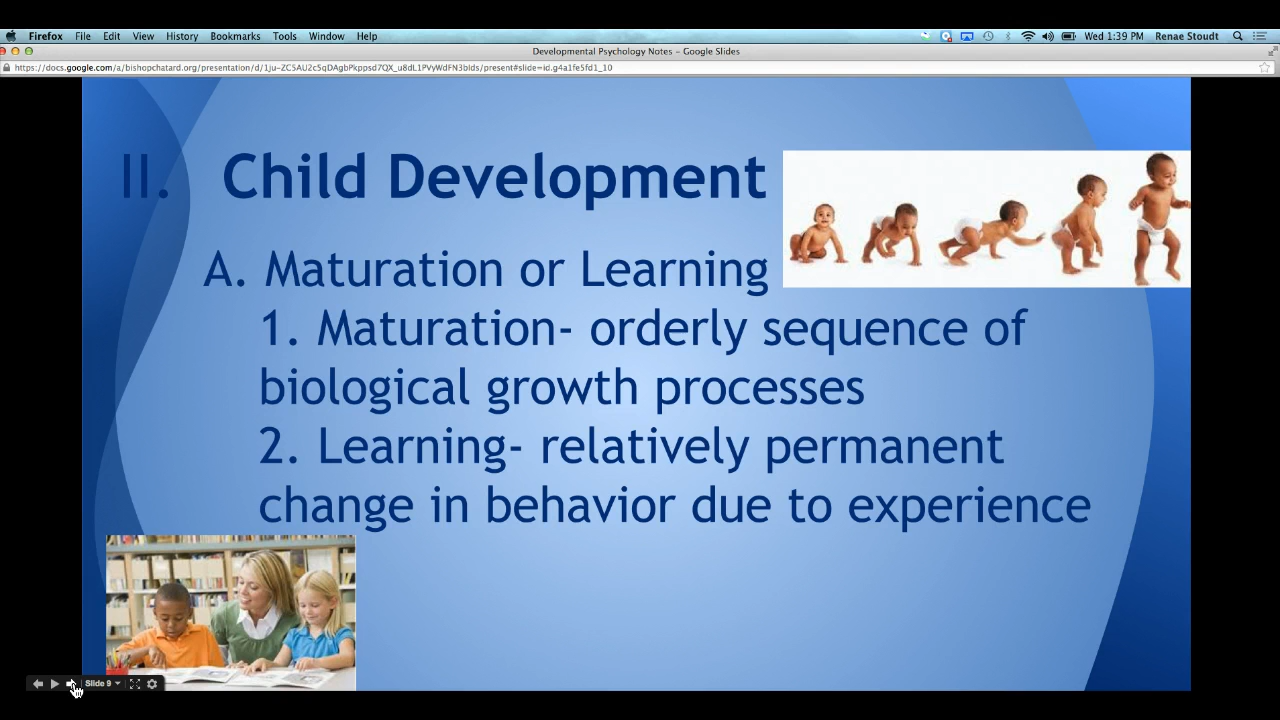 Firefox File Edit View History Bookmarks Tools Window Help Wed 1:39 PM Renae Stoudt
Developmental Psychology Notes – Google Slides
II. Child Development
A. Maturation or Learning
1. Maturation- orderly sequence of
biological growth processes
2. Learning- relatively permanent
change in behavior due to experience
Slide 9